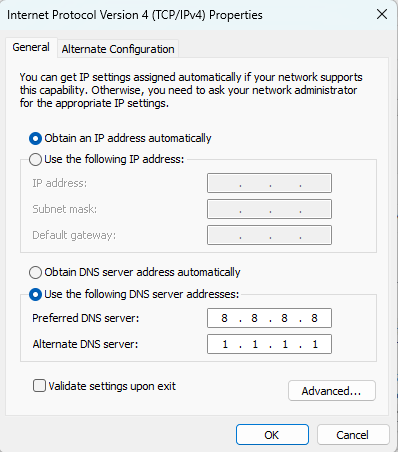 Internet Protocol Version 4 (TCP/IPv4) Properties
General
Alternate Configuration
You can get IP settings assigned automatically if your network supports
this capability. Otherwise, you need to ask your network administrator
for the appropriate IP settings.
Obtain an IP address automatically
Use the following IP address:
IP address: . . .
Subnet mask: . . .
Default gateway: . . .
Obtain DNS server address automatically
Use the following DNS server addresses:
Preferred DNS server: 8 . 8 . 8 . 8
Alternate DNS server: 1 . 1 . 1 . 1
Validate settings upon exit
Advanced...
OK
Cancel